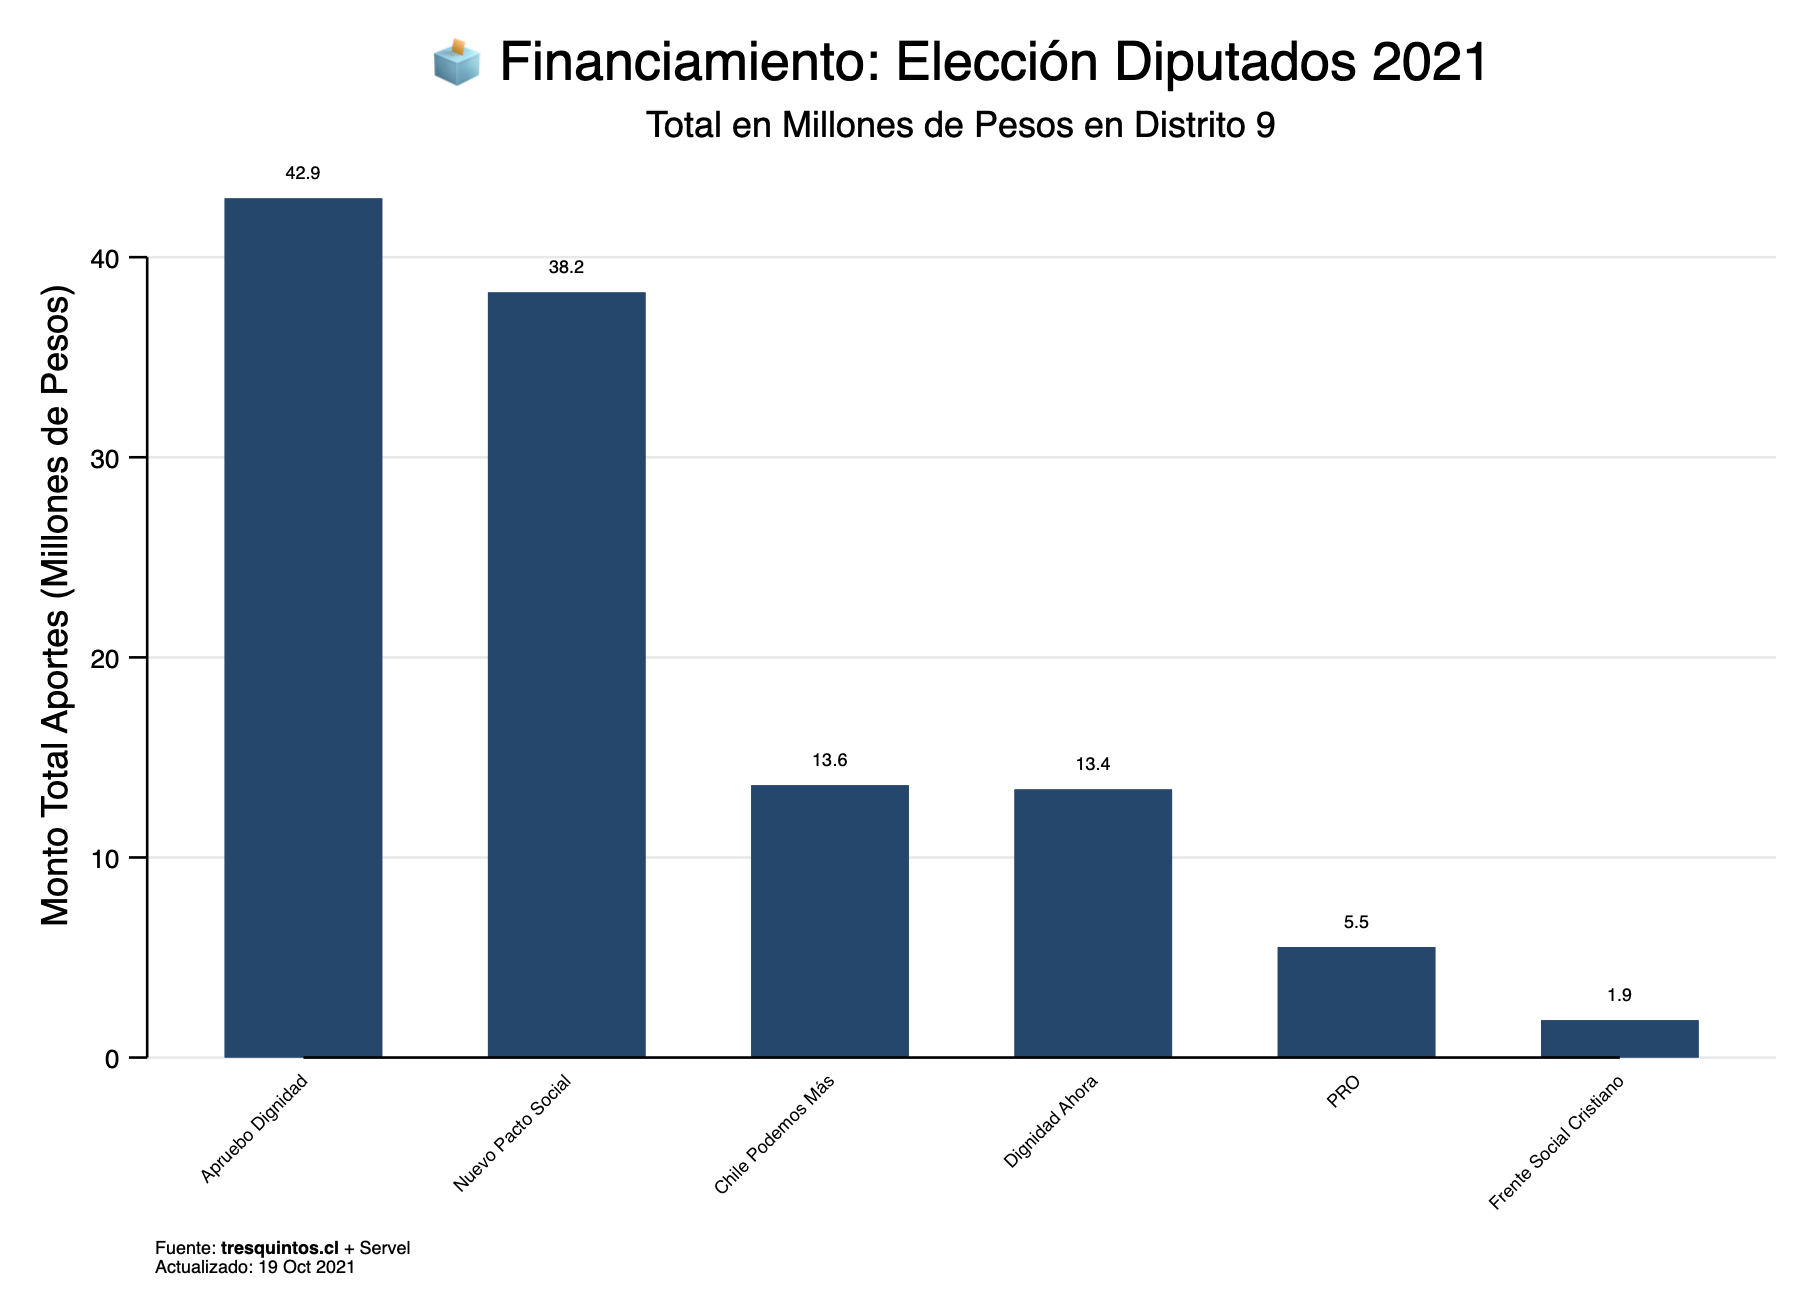 Financiamiento: Elección Diputados 2021
Total en Millones de Pesos en Distrito 9
Monto Total Aportes (Millones de Pesos)
40
30
20
10
0
42.9
38.2
13.6
13.4
5.5
1.9
Apruebo Dignidad
Nuevo Pacto Social
Chile Podemos Más
Dignidad Ahora
PRO
Frente Social Cristiano
Fuente: tresquintos.cl + Servel
Actualizado: 19 Oct 2021